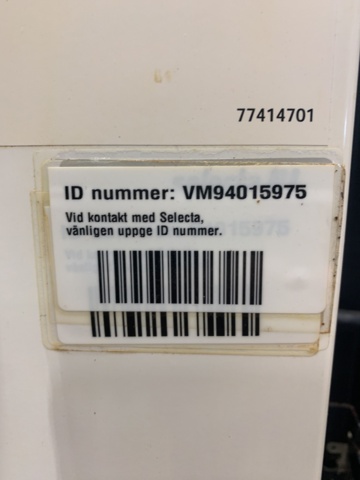 77414701
ID nummer: VM94015975
Vid kontakt med Selecta,
vänligen uppge ID nummer.